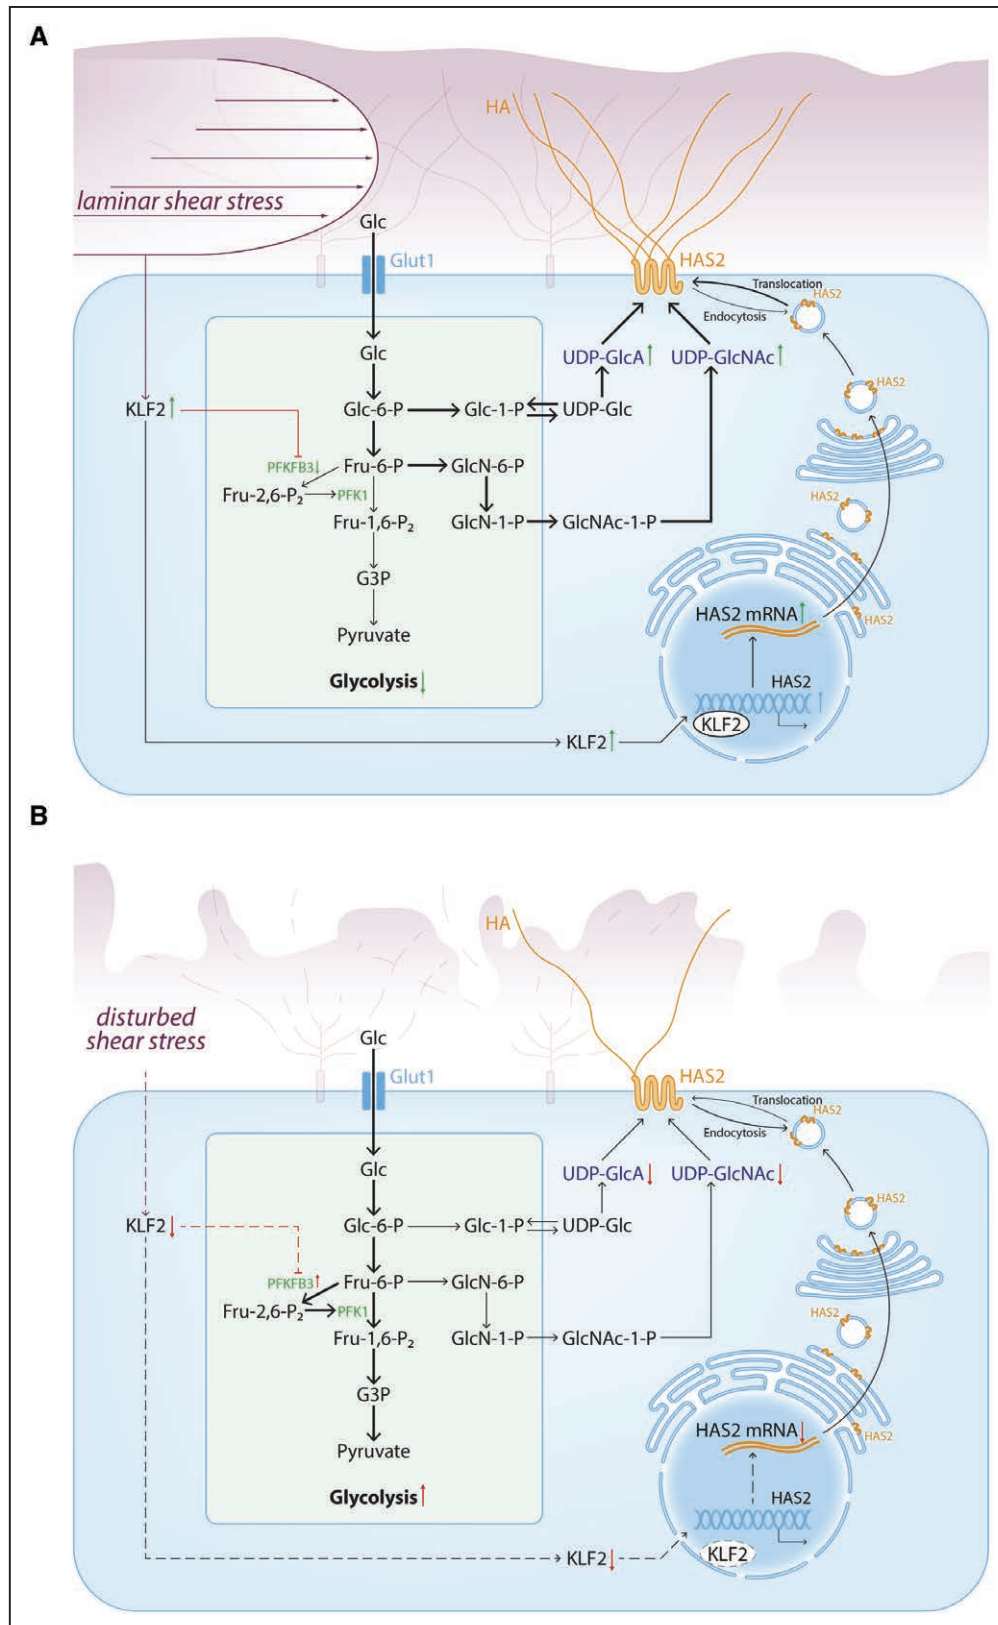 A
HA
laminar shear stress
Glc
Glut1
HAS2
Translocation
HAS2
Endocytosis
Glc
UDP-GlcA↑
UDP-GlcNAc↑
HAS2
KLF2↑
Glc-6-P
Glc-1-P
UDP-Glc
PFKFB3↓
Fru-6-P
GlcN-6-P
Fru-2,6-P₂
PFK1
HAS2
Fru-1,6-P₂
GlcN-1-P
GlcNAc-1-P
G3P
HAS2 mRNA↑
HAS2
Pyruvate
Glycolysis↓
HAS2↑
KLF2
KLF2↑
B
HA
disturbed
shear stress
Glc
Glut1
HAS2
Translocation
HAS2
Endocytosis
Glc
UDP-GlcA↓
UDP-GlcNAc↓
HAS2
KLF2↓
Glc-6-P
Glc-1-P
UDP-Glc
PFKFB3↑
Fru-6-P
GlcN-6-P
Fru-2,6-P₂
PFK1
HAS2
Fru-1,6-P₂
GlcN-1-P
GlcNAc-1-P
G3P
HAS2 mRNA↓
HAS2
Pyruvate
Glycolysis↑
HAS2
KLF2
KLF2↓